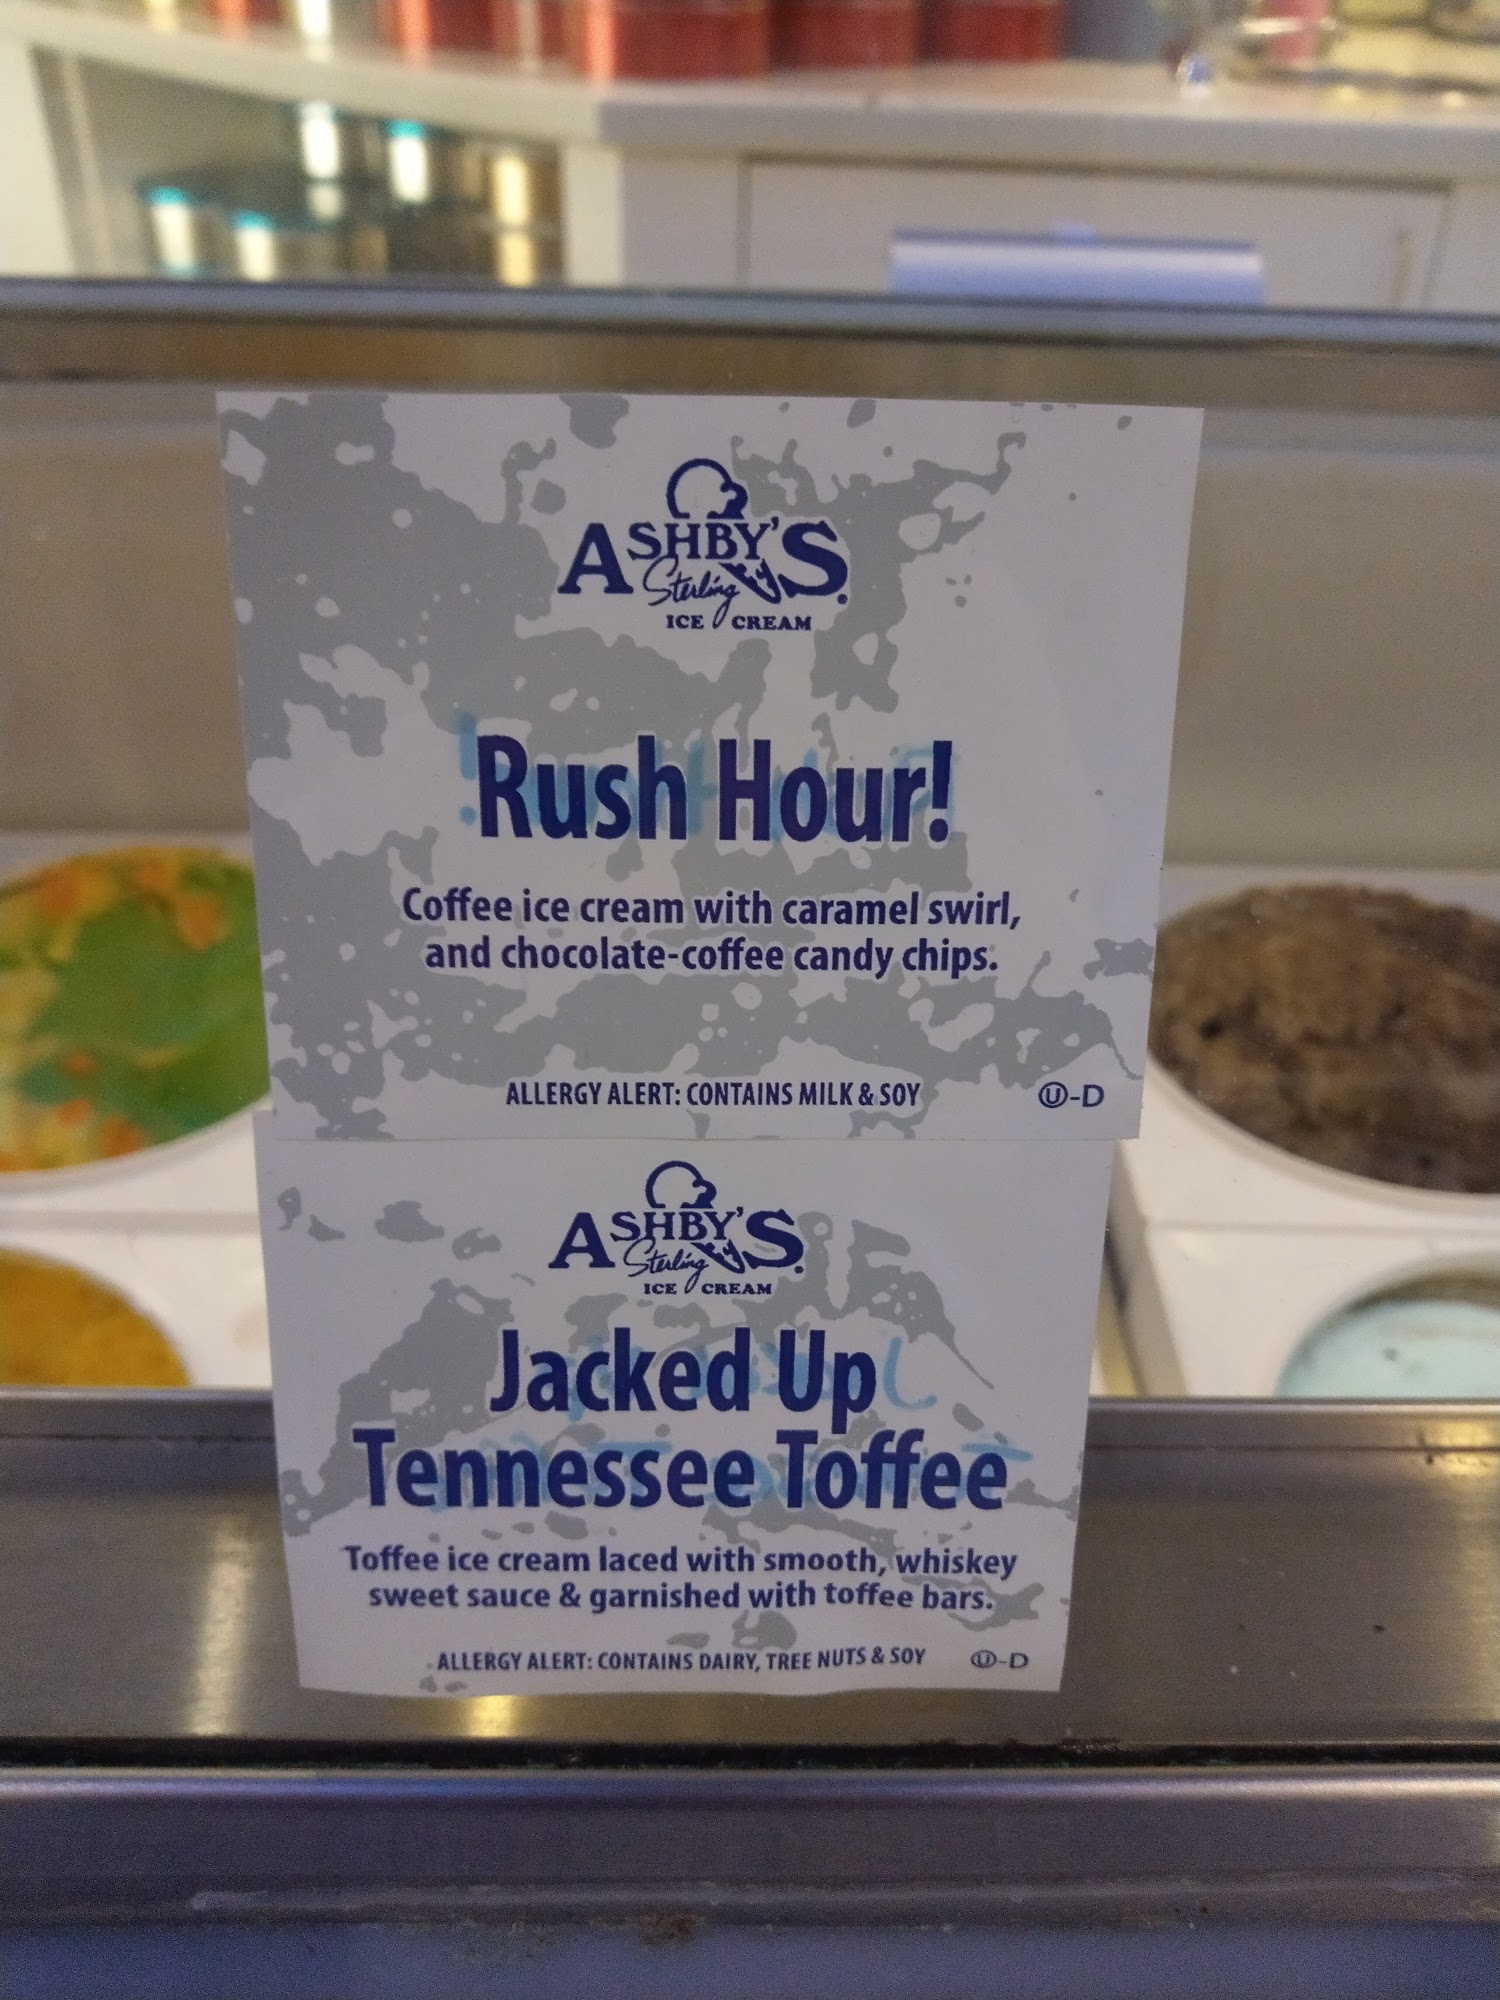 ASHBY'S
Sterling
ICE CREAM
Rush Hour!
Coffee ice cream with caramel swirl,
and chocolate-coffee candy chips.
ALLERGY ALERT: CONTAINS MILK & SOY Ⓤ-D
ASHBY'S
Sterling
ICE CREAM
Jacked Up
Tennessee Toffee
Toffee ice cream laced with smooth, whiskey
sweet sauce & garnished with toffee bars.
ALLERGY ALERT: CONTAINS DAIRY, TREE NUTS & SOY Ⓤ-D